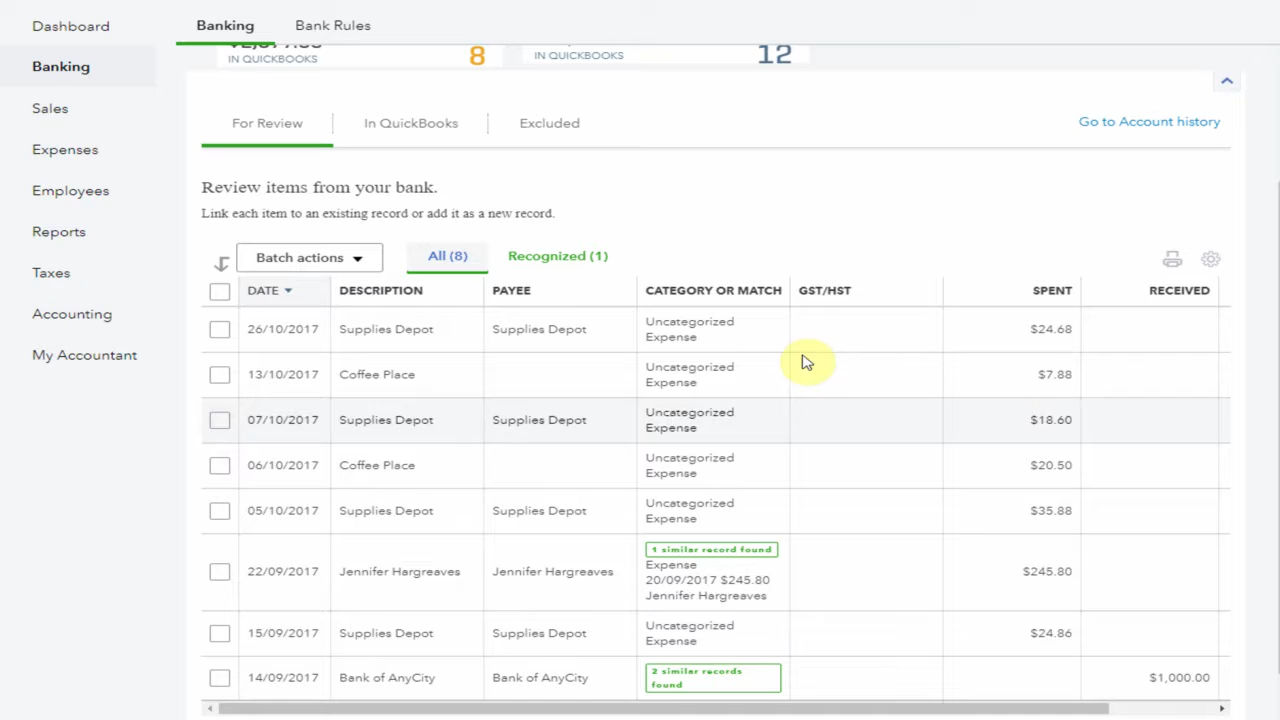 Dashboard
Banking
Sales
Expenses
Employees
Reports
Taxes
Accounting
My Accountant
Banking Bank Rules
IN QUICKBOOKS 8 IN QUICKBOOKS 12
For Review In QuickBooks Excluded Go to Account history
Review items from your bank.
Link each item to an existing record or add it as a new record.
Batch actions All (8) Recognized (1)
DATE DESCRIPTION PAYEE CATEGORY OR MATCH GST/HST SPENT RECEIVED
26/10/2017 Supplies Depot Supplies Depot Uncategorized Expense $24.68
13/10/2017 Coffee Place Uncategorized Expense $7.88
07/10/2017 Supplies Depot Supplies Depot Uncategorized Expense $18.60
06/10/2017 Coffee Place Uncategorized Expense $20.50
05/10/2017 Supplies Depot Supplies Depot Uncategorized Expense $35.88
1 similar record found
Expense
22/09/2017 Jennifer Hargreaves Jennifer Hargreaves 20/09/2017 $245.80 $245.80
Jennifer Hargreaves
15/09/2017 Supplies Depot Supplies Depot Uncategorized Expense $24.86
14/09/2017 Bank of AnyCity Bank of AnyCity 2 similar records found $1,000.00